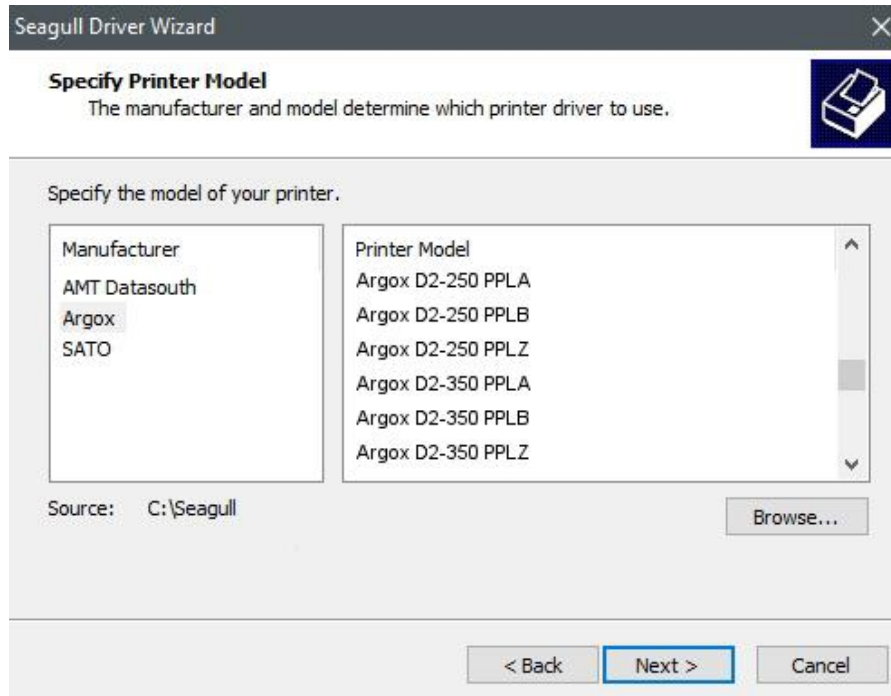 Seagull Driver Wizard
Specify Printer Model
The manufacturer and model determine which printer driver to use.
Specify the model of your printer.
Manufacturer
AMT Datasouth
Argox
SATO
Printer Model
Argox D2-250 PPLA
Argox D2-250 PPLB
Argox D2-250 PPLZ
Argox D2-350 PPLA
Argox D2-350 PPLB
Argox D2-350 PPLZ
Source: C:\Seagull
Browse...
< Back Next > Cancel